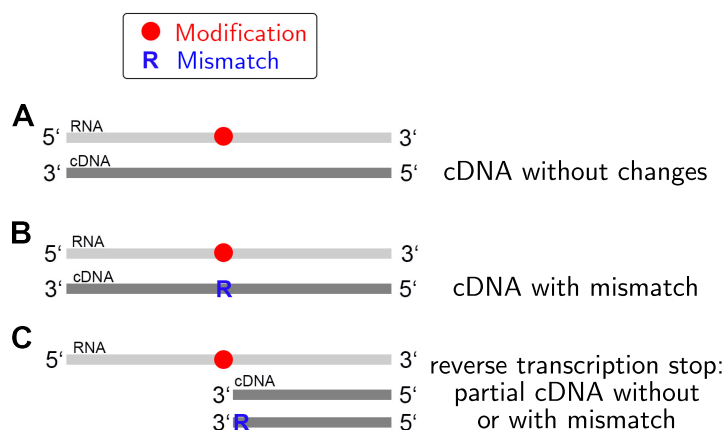 Modification
R Mismatch
A
RNA
5‘ 3‘
cDNA
3‘ 5‘ cDNA without changes
B
RNA
5‘ 3‘
cDNA
3‘ R 5‘ cDNA with mismatch
C
RNA
5‘ 3‘ reverse transcription stop:
cDNA
3‘ 5‘ partial cDNA without
3‘ R 5‘ or with mismatch